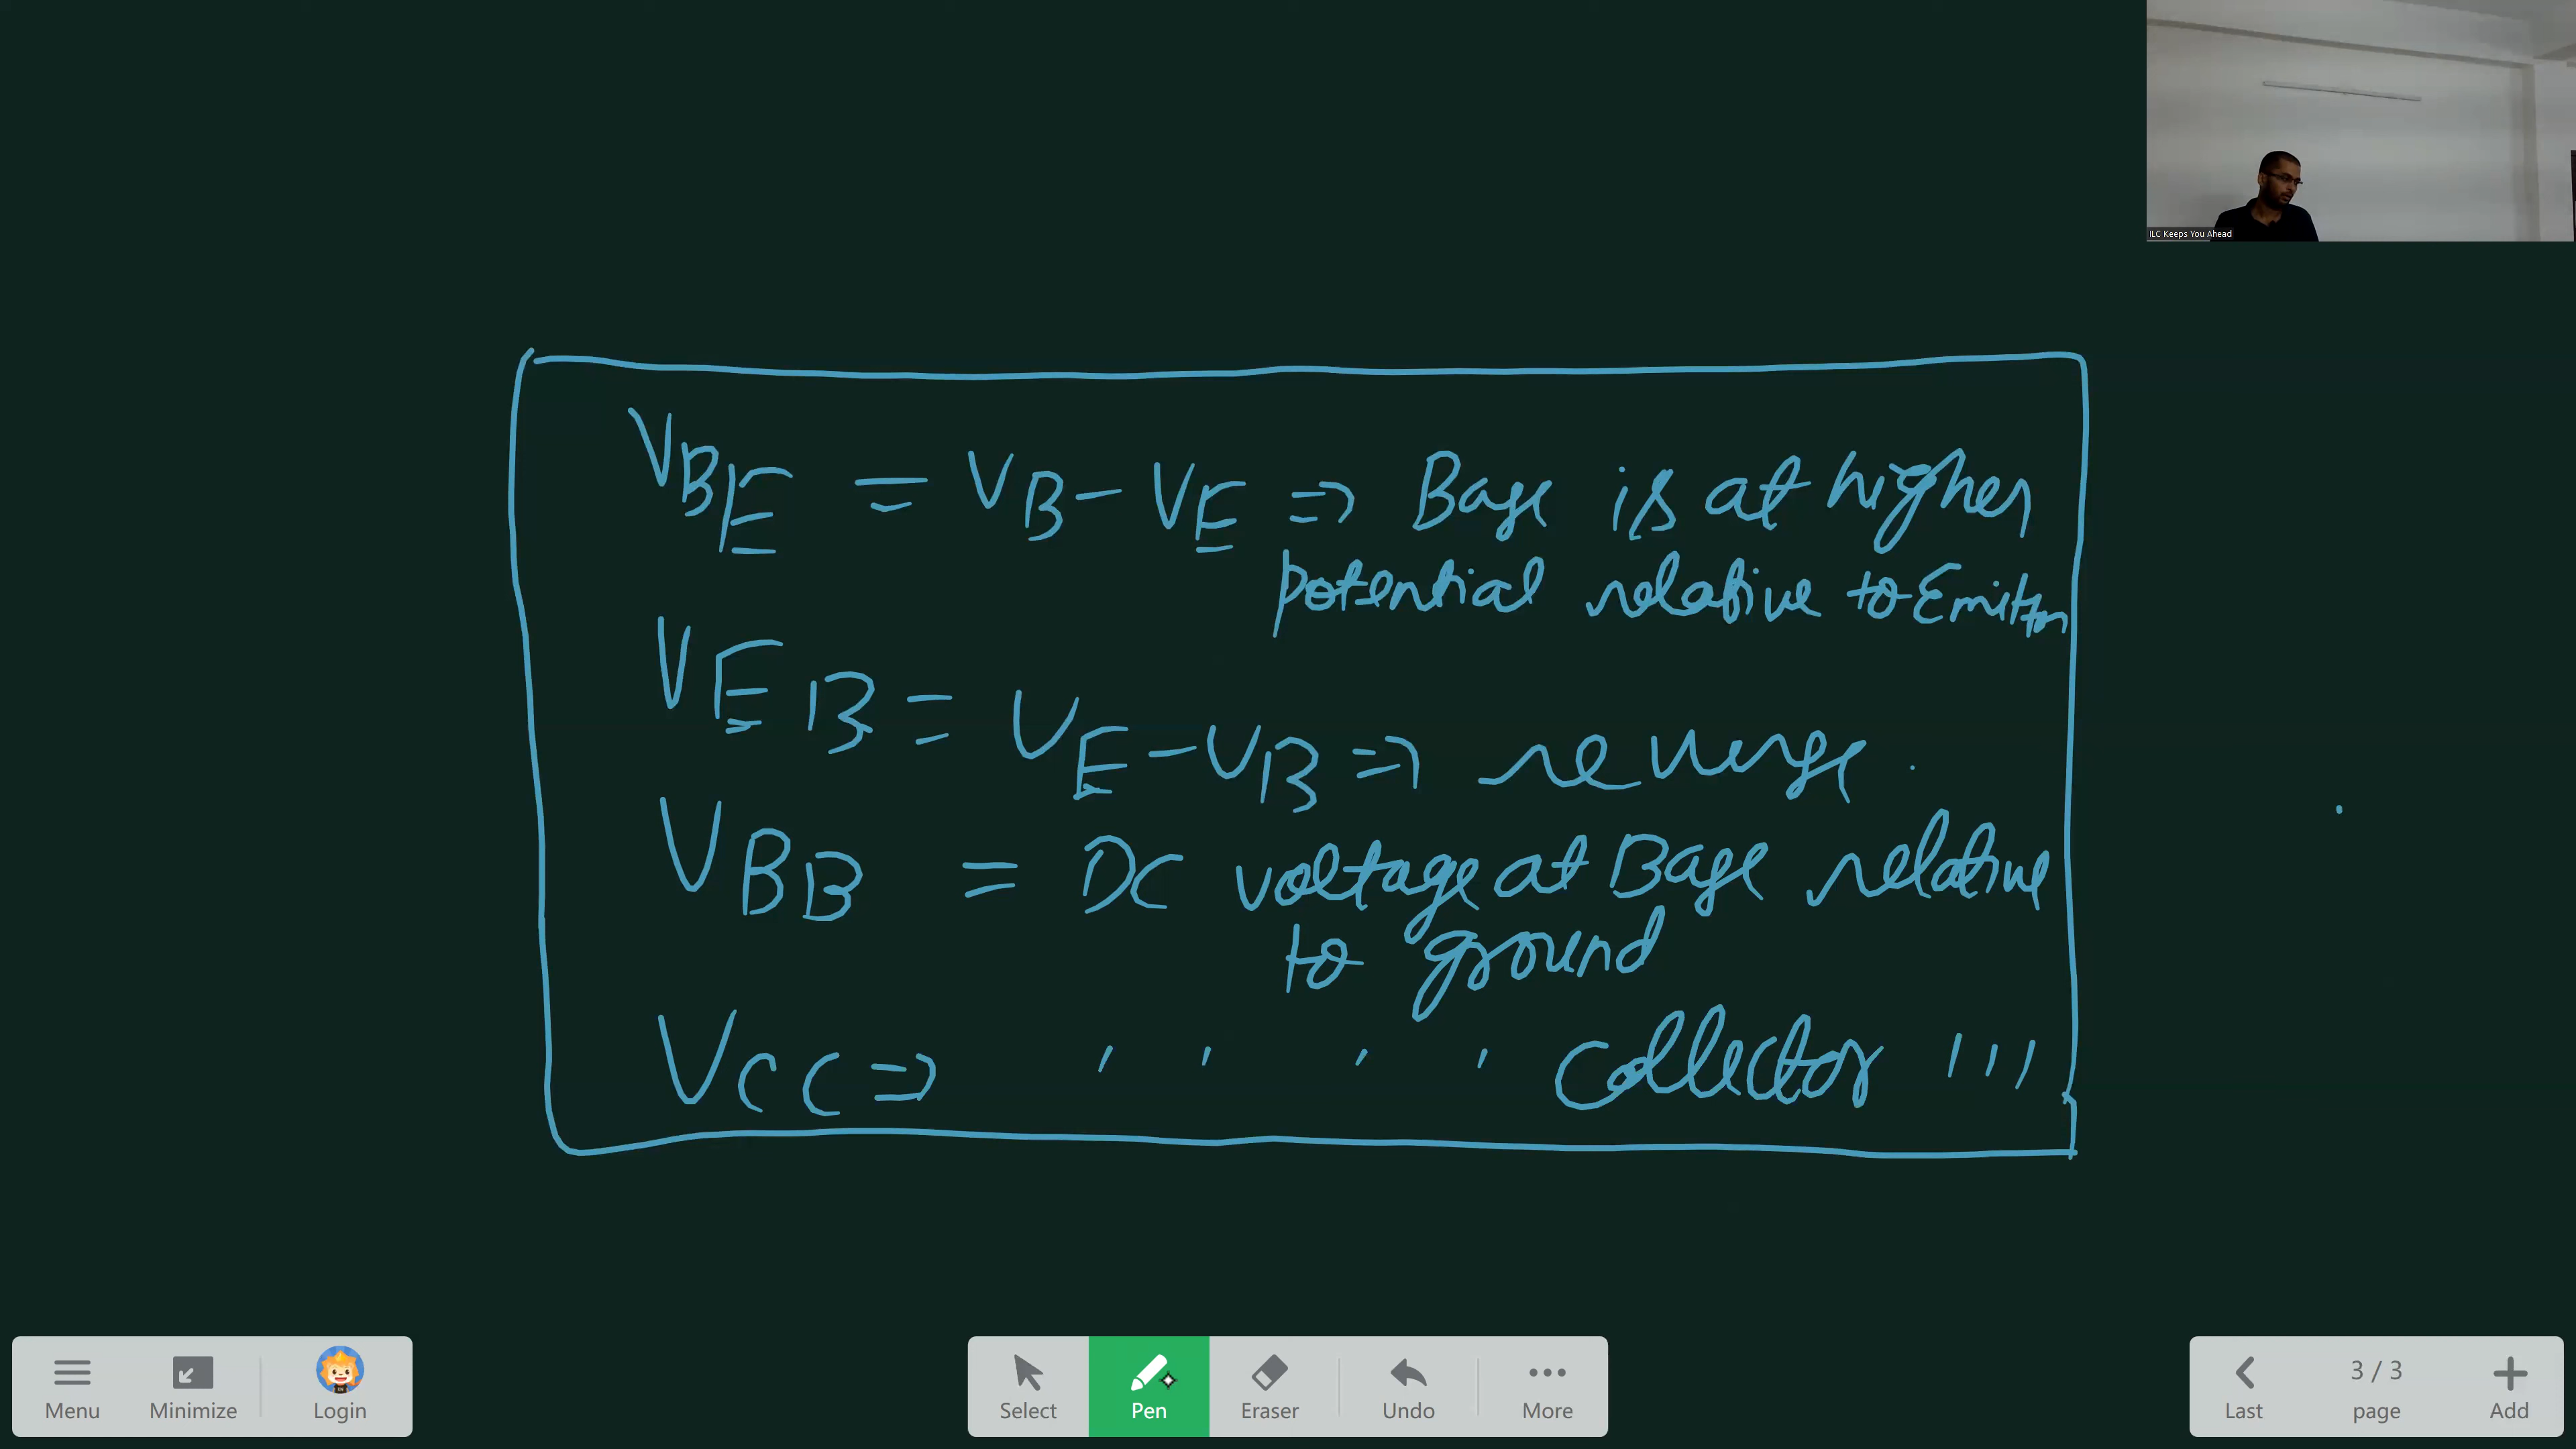 ILC Keeps You Ahead
VBE = VB - VE ⇒ Base is at higher
potential relative to Emitter
VEB = VE - VB ⇒ reverse .
VBB = DC voltage at Base relative
to ground
VCC ⇒ ' ' ' ' collector ' ' '
Menu Minimize Login Select Pen Eraser Undo More Last 3 / 3 page Add